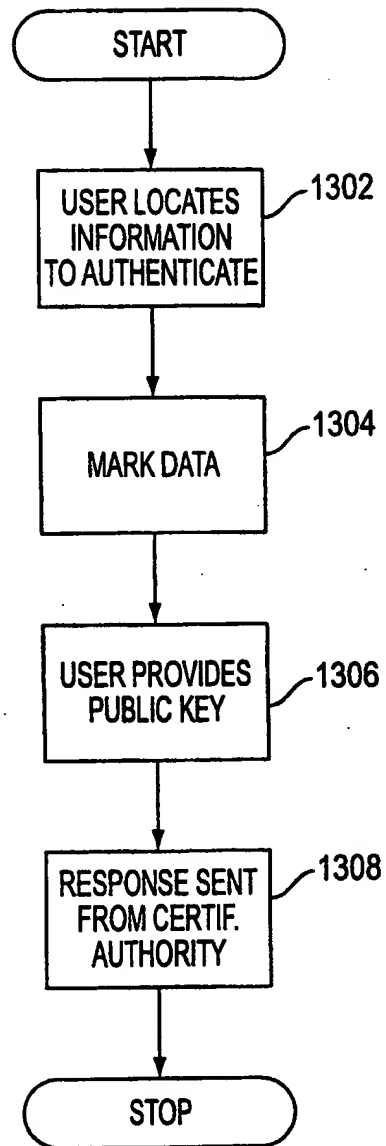 START
1302
USER LOCATES
INFORMATION
TO AUTHENTICATE
1304
MARK DATA
1306
USER PROVIDES
PUBLIC KEY
1308
RESPONSE SENT
FROM CERTIF.
AUTHORITY
STOP